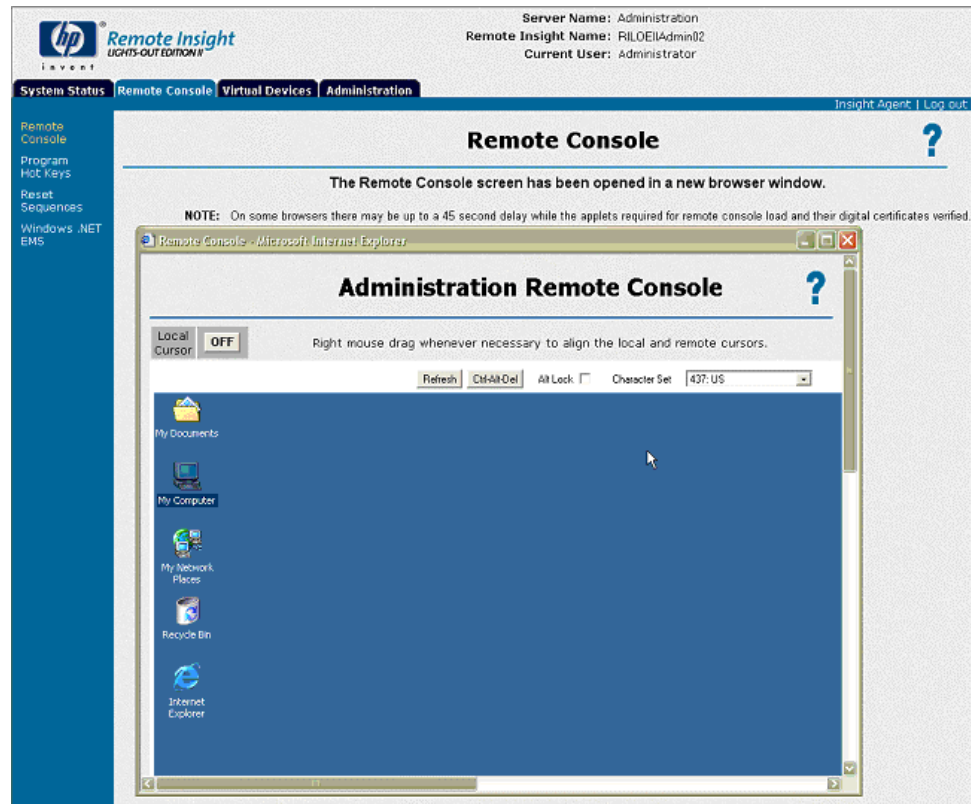 Server Name: Administration
Remote Insight Name: RILOEIIAdmin02
Current User: Administrator
hp
invent
Remote Insight
LIGHTS-OUT EDITION II
System Status
Remote Console
Virtual Devices
Administration
Insight Agent | Log out
Remote
Console
Program
Hot Keys
Reset
Sequences
Windows .NET
EMS
Remote Console
?
The Remote Console screen has been opened in a new browser window.
NOTE: On some browsers there may be up to a 45 second delay while the applets required for remote console load and their digital certificates verified.
Remote Console - Microsoft Internet Explorer
Administration Remote Console
?
Local
Cursor
OFF
Right mouse drag whenever necessary to align the local and remote cursors.
Refresh
Ctrl-Alt-Del
Alt Lock
Character Set
437: US
My Documents
My Computer
My Network
Places
Recycle Bin
Internet
Explorer